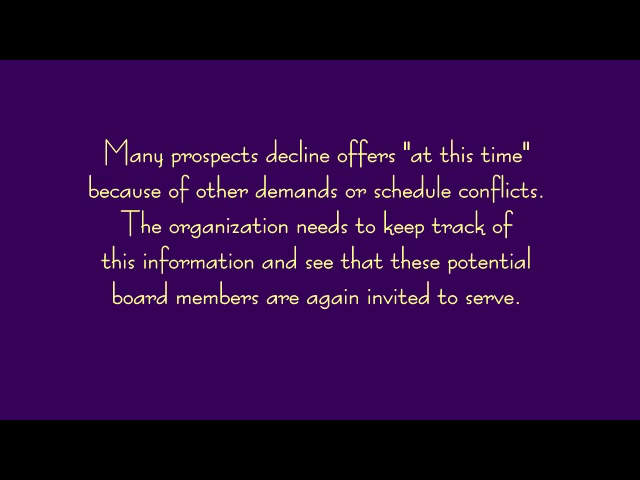 Many prospects decline offers "at this time"
because of other demands or schedule conflicts.
The organization needs to keep track of
this information and see that these potential
board members are again invited to serve.